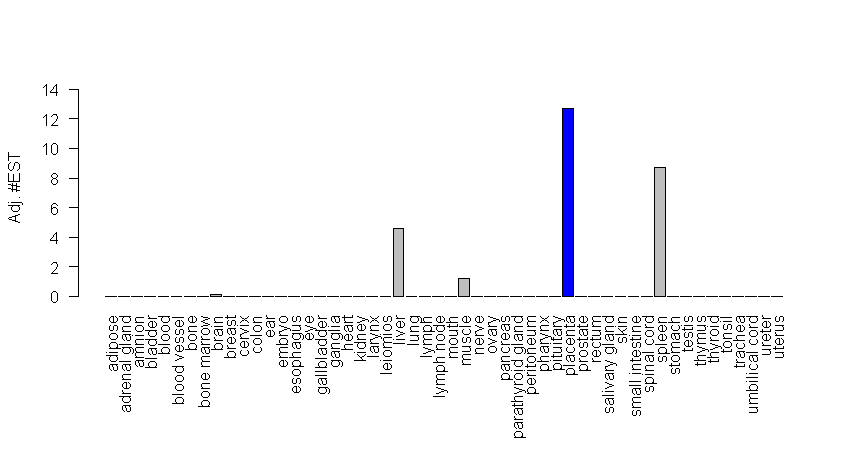 Adj. #EST
14
12
10
8
6
4
2
0
adipose
adrenal gland
amnion
bladder
blood
blood vessel
bone
bone marrow
brain
breast
cervix
colon
ear
embryo
esophagus
eye
gallbladder
ganglia
heart
kidney
larynx
leiomios
liver
lung
lymph
lymph node
mouth
muscle
nerve
ovary
pancreas
parathyroid gland
peritoneum
pharynx
pituitary
placenta
prostate
rectum
salivary gland
skin
small intestine
spinal cord
spleen
stomach
testis
thymus
thyroid
tonsil
trachea
umbilical cord
ureter
uterus